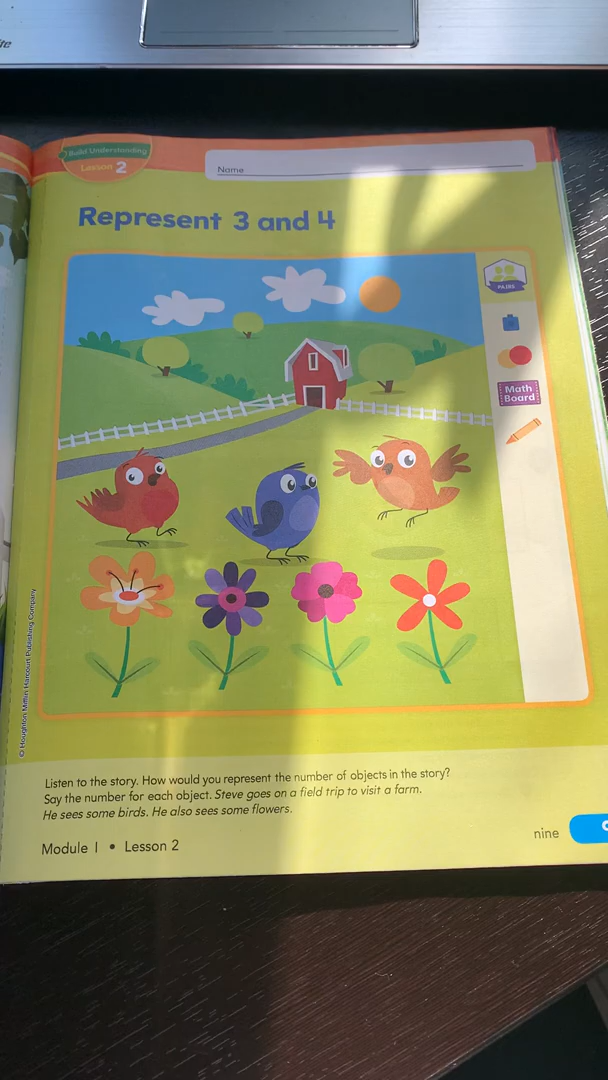 Build Understanding
Lesson 2
Name
Represent 3 and 4
PAIRS
Math
Board
© Houghton Mifflin Harcourt Publishing Company
Listen to the story. How would you represent the number of objects in the story?
Say the number for each object. Steve goes on a field trip to visit a farm.
He sees some birds. He also sees some flowers.
Module 1 • Lesson 2
nine